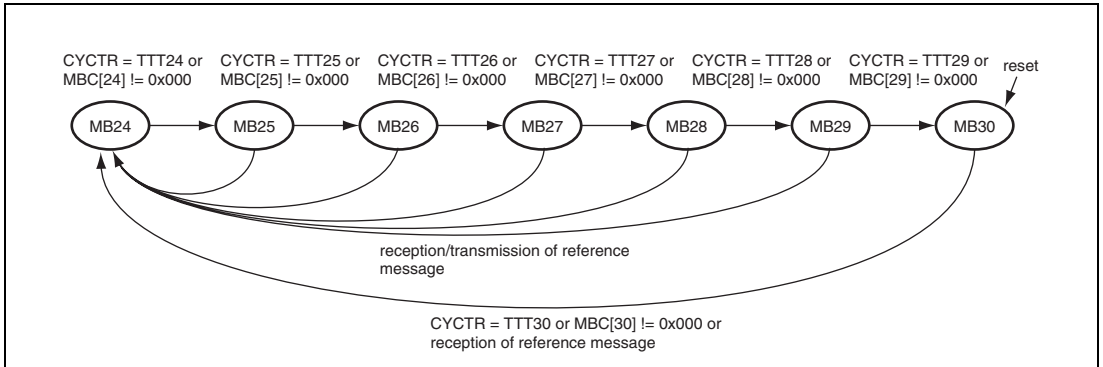 CYCTR = TTT24 or
MBC[24] != 0x000
CYCTR = TTT25 or
MBC[25] != 0x000
CYCTR = TTT26 or
MBC[26] != 0x000
CYCTR = TTT27 or
MBC[27] != 0x000
CYCTR = TTT28 or
MBC[28] != 0x000
CYCTR = TTT29 or
MBC[29] != 0x000
reset
MB24
MB25
MB26
MB27
MB28
MB29
MB30
reception/transmission of reference
message
CYCTR = TTT30 or MBC[30] != 0x000 or
reception of reference message